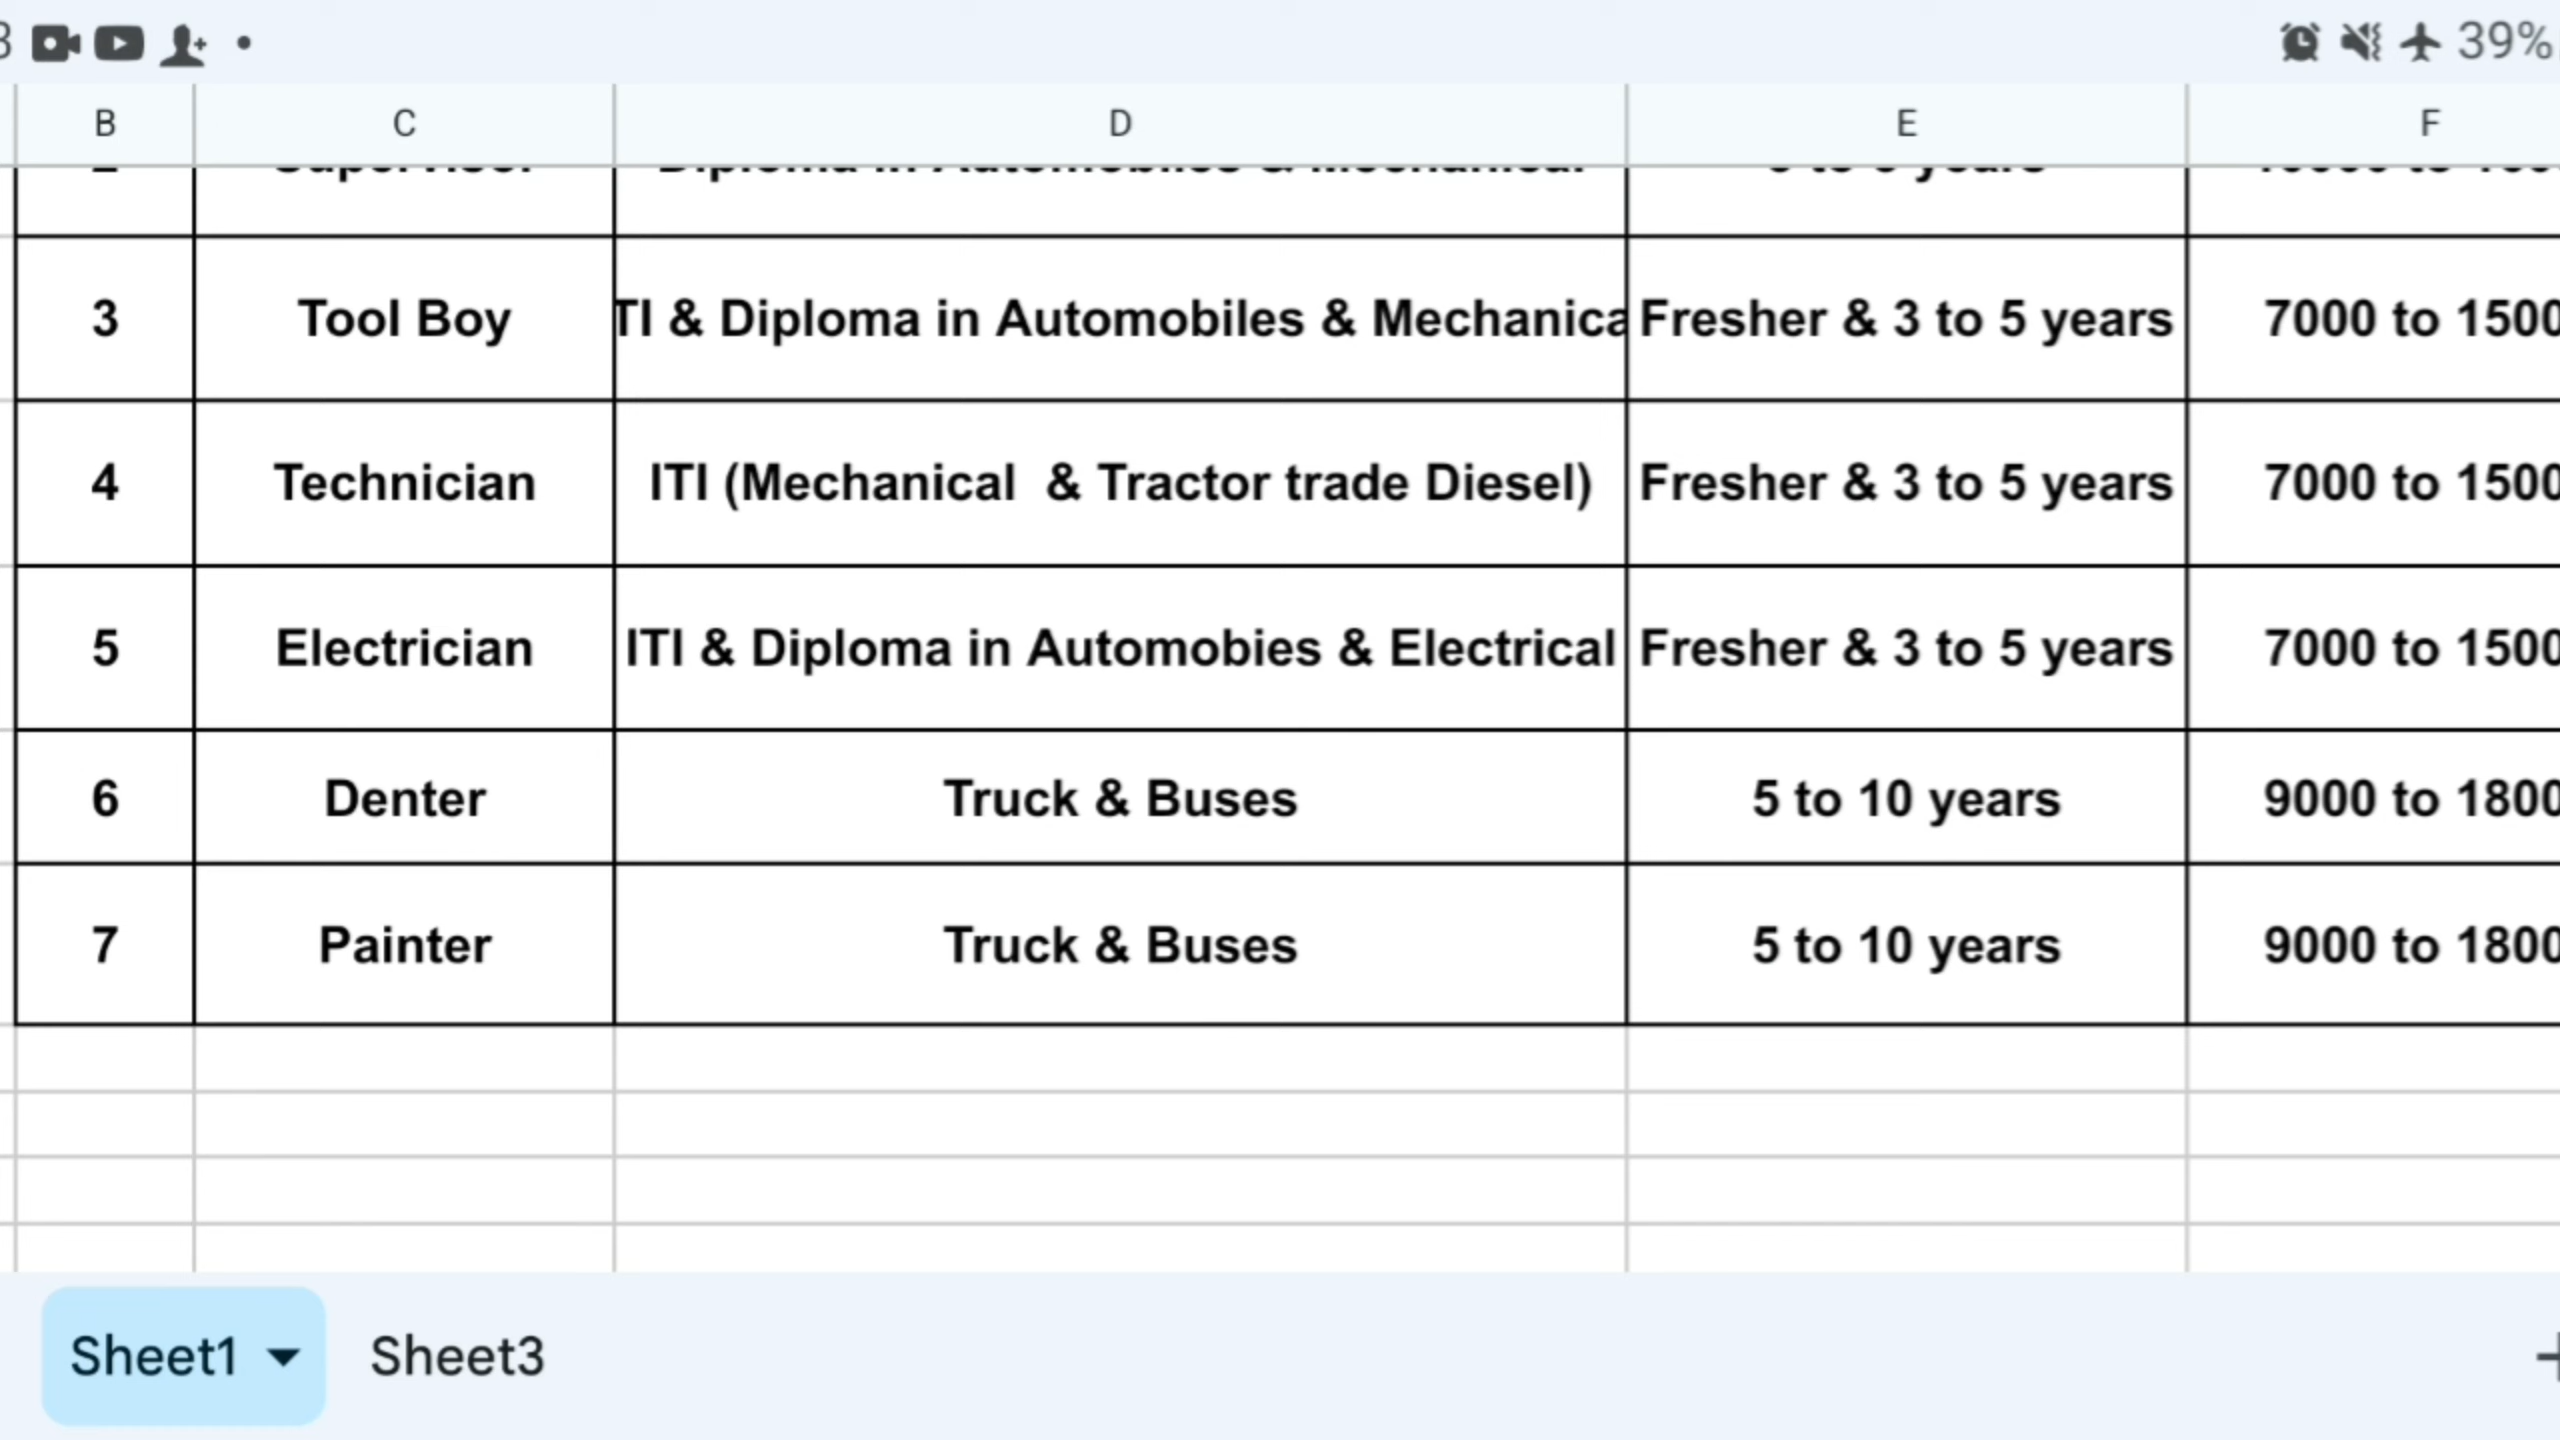 39%
B C D E F
3 Tool Boy TI & Diploma in Automobiles & Mechanica Fresher & 3 to 5 years 7000 to 1500
4 Technician ITI (Mechanical & Tractor trade Diesel) Fresher & 3 to 5 years 7000 to 1500
5 Electrician ITI & Diploma in Automobies & Electrical Fresher & 3 to 5 years 7000 to 1500
6 Denter Truck & Buses 5 to 10 years 9000 to 1800
7 Painter Truck & Buses 5 to 10 years 9000 to 1800
Sheet1 Sheet3